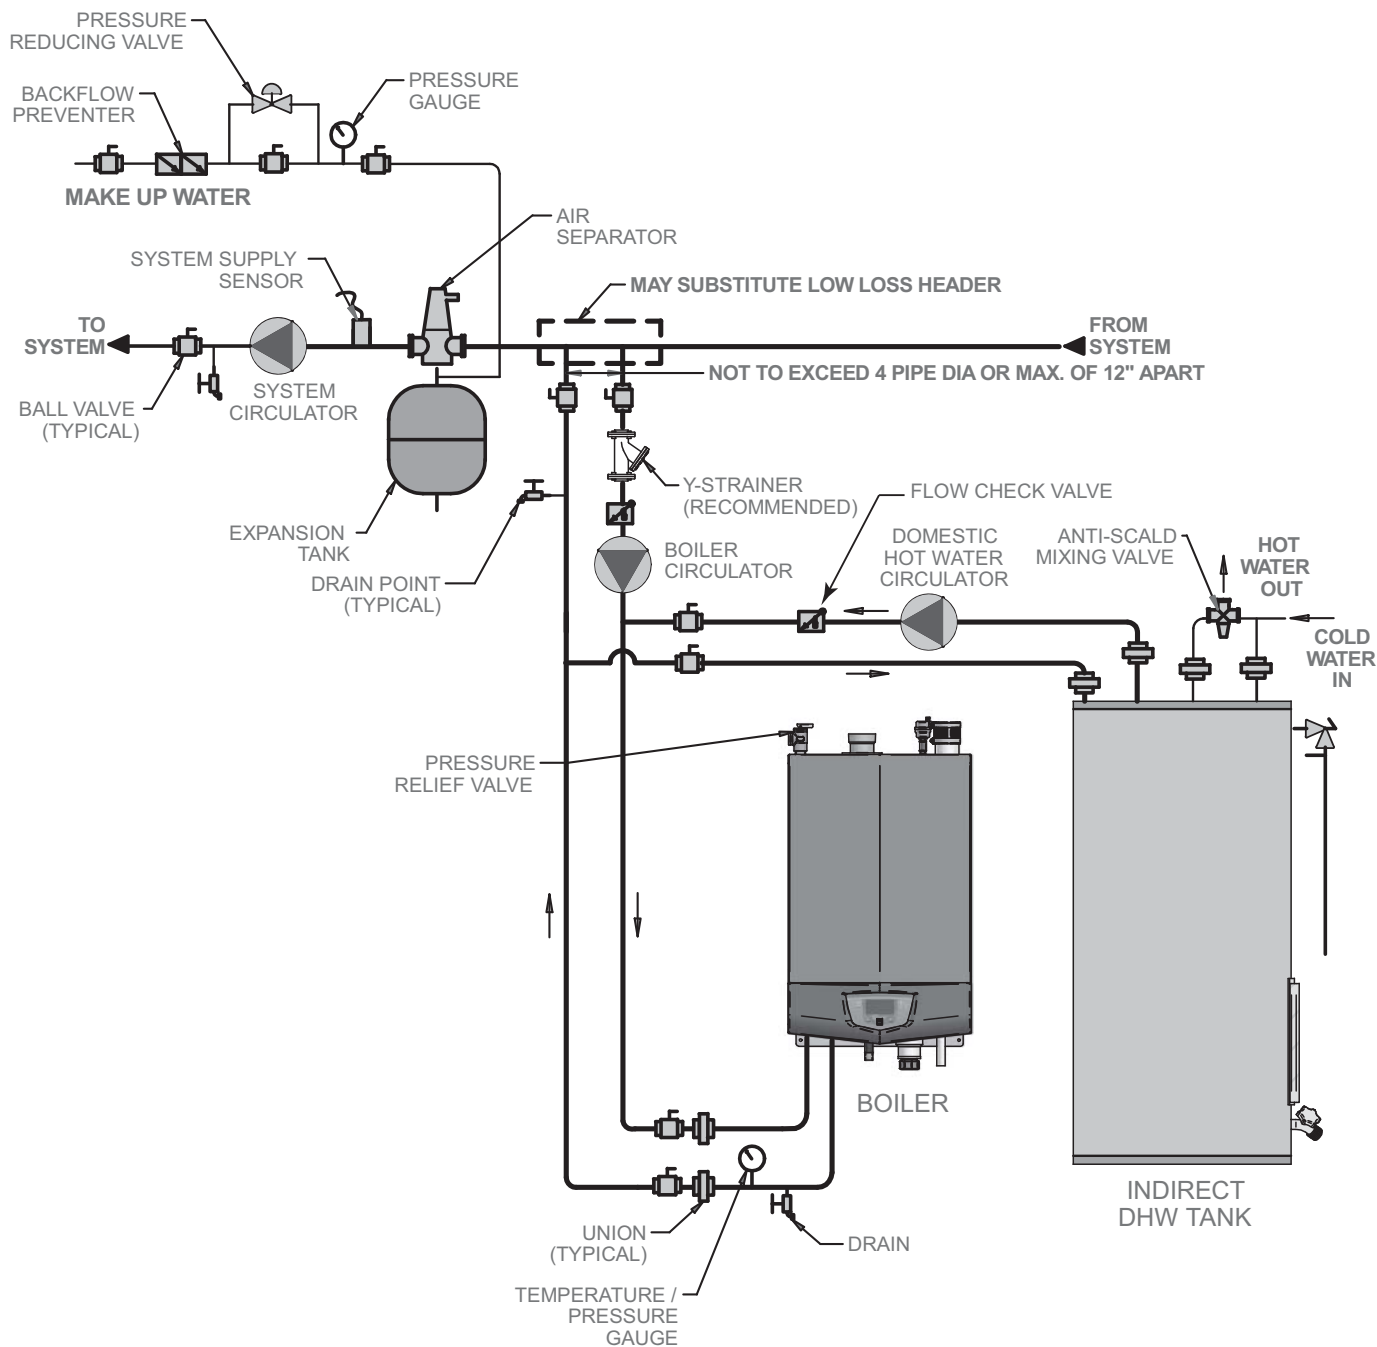 PRESSURE
REDUCING VALVE
BACKFLOW
PREVENTER
PRESSURE
GAUGE
MAKE UP WATER
AIR
SEPARATOR
SYSTEM SUPPLY
SENSOR
MAY SUBSTITUTE LOW LOSS HEADER
TO
SYSTEM
FROM
SYSTEM
NOT TO EXCEED 4 PIPE DIA OR MAX. OF 12" APART
SYSTEM
CIRCULATOR
BALL VALVE
(TYPICAL)
Y-STRAINER
(RECOMMENDED)
FLOW CHECK VALVE
EXPANSION
TANK
DRAIN POINT
(TYPICAL)
BOILER
CIRCULATOR
DOMESTIC
HOT WATER
CIRCULATOR
ANTI-SCALD
MIXING VALVE
HOT
WATER
OUT
COLD
WATER
IN
PRESSURE
RELIEF VALVE
BOILER
INDIRECT
DHW TANK
UNION
(TYPICAL)
DRAIN
TEMPERATURE /
PRESSURE
GAUGE